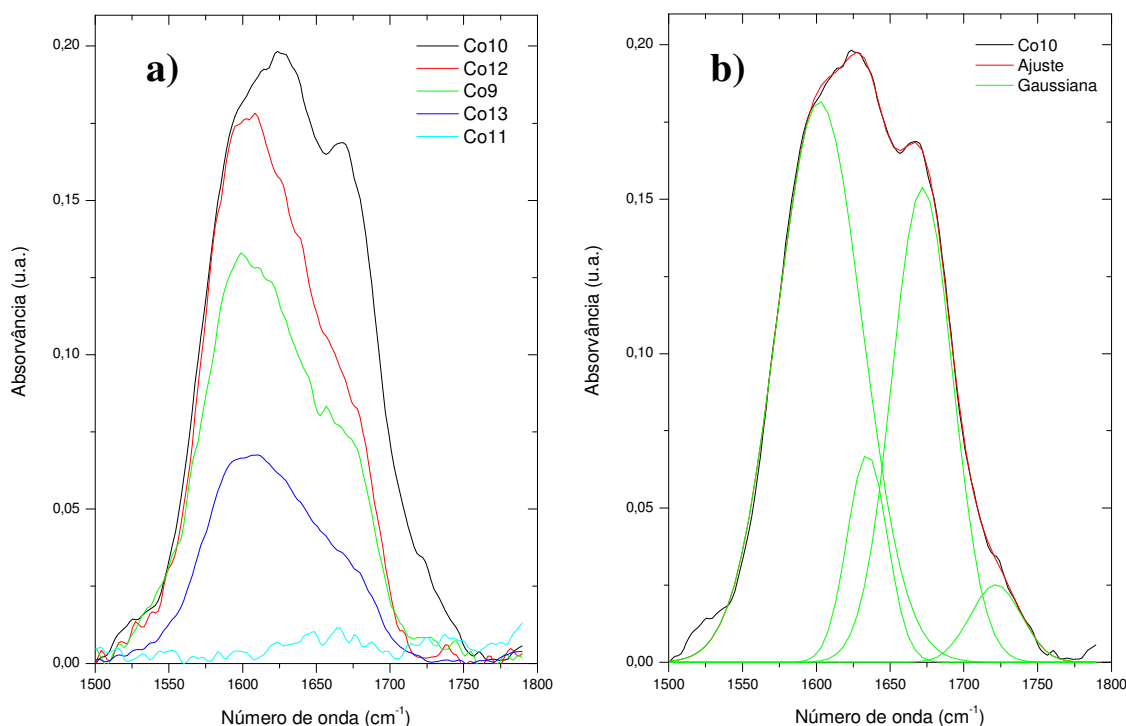 a)
Co10
Co12
Co9
Co13
Co11
0,20
0,15
0,10
0,05
0,00
Absorvância (u.a.)
1500 1550 1600 1650 1700 1750 1800
Número de onda (cm⁻¹)
b)
Co10
Ajuste
Gaussiana
0,20
0,15
0,10
0,05
0,00
Absorvância (u.a.)
1500 1550 1600 1650 1700 1750 1800
Número de onda (cm⁻¹)